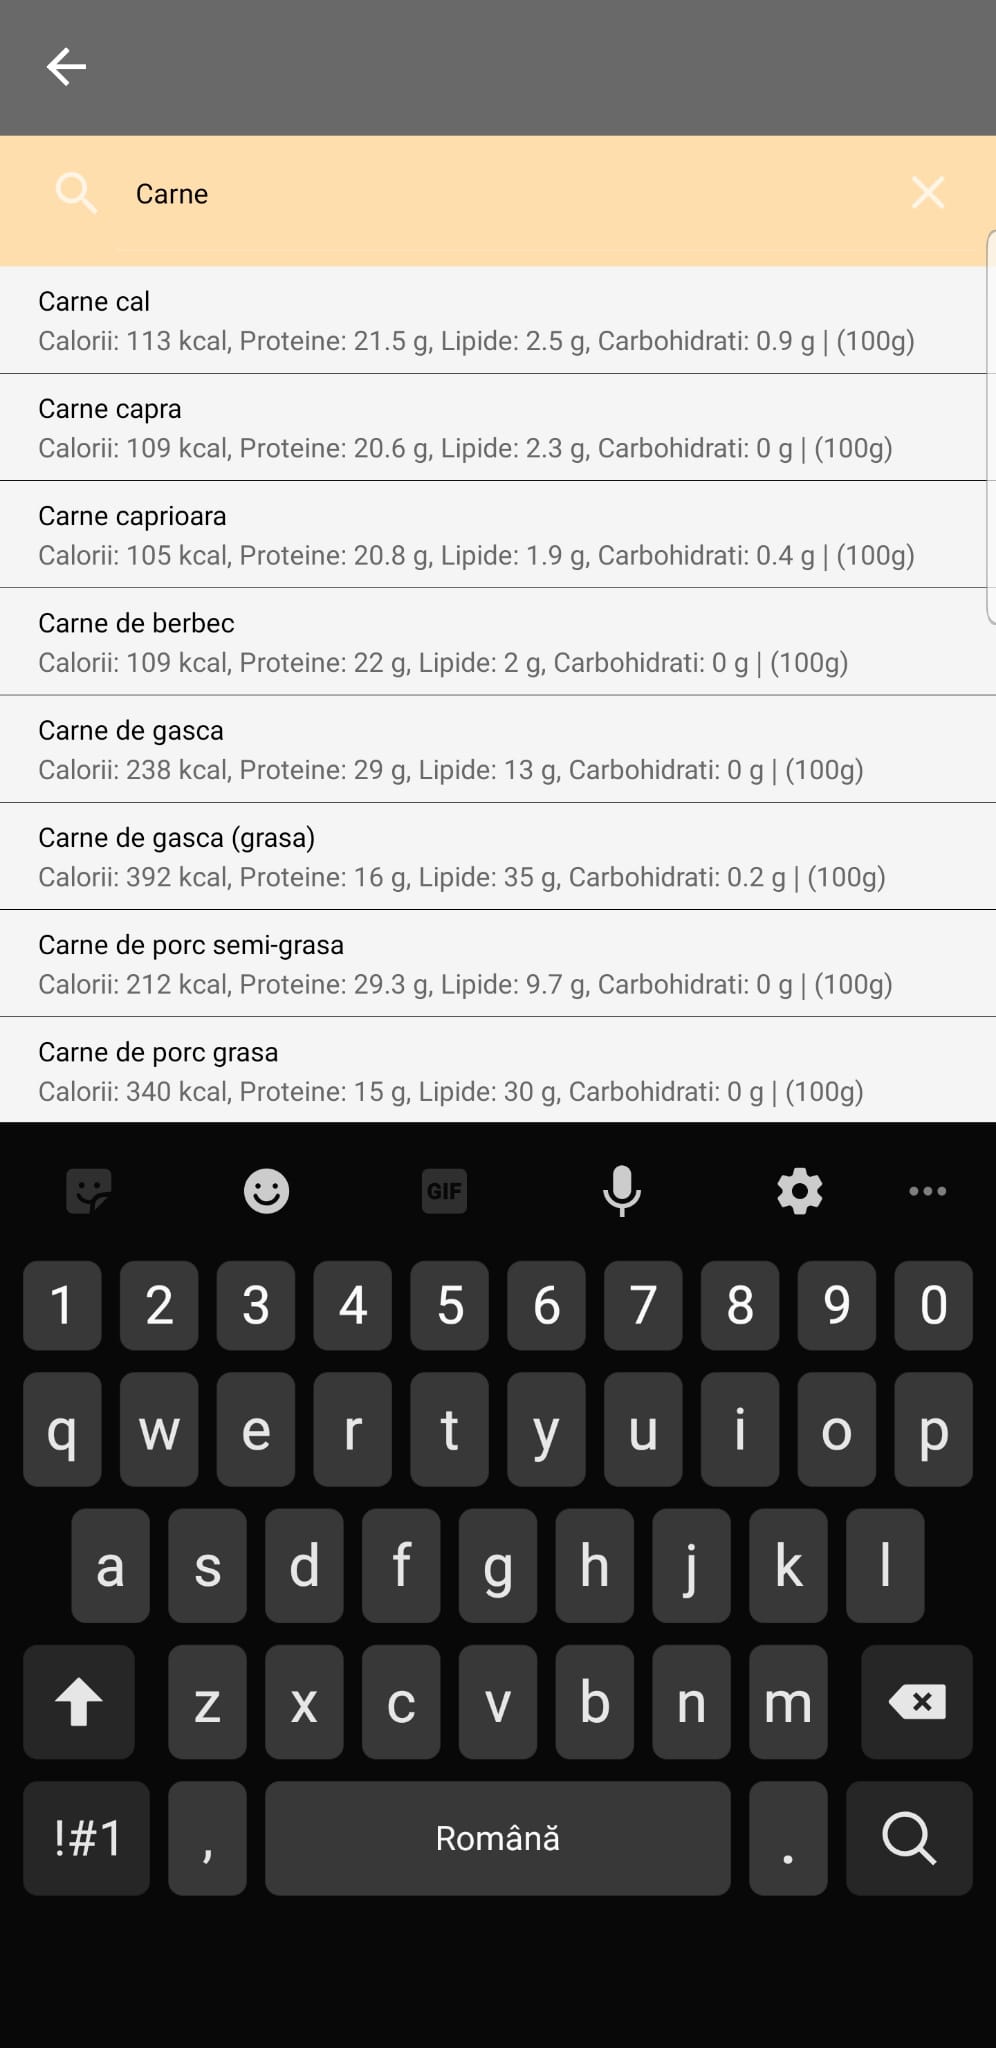 Carne
Carne cal
Calorii: 113 kcal, Proteine: 21.5 g, Lipide: 2.5 g, Carbohidrati: 0.9 g | (100g)
Carne capra
Calorii: 109 kcal, Proteine: 20.6 g, Lipide: 2.3 g, Carbohidrati: 0 g | (100g)
Carne caprioara
Calorii: 105 kcal, Proteine: 20.8 g, Lipide: 1.9 g, Carbohidrati: 0.4 g | (100g)
Carne de berbec
Calorii: 109 kcal, Proteine: 22 g, Lipide: 2 g, Carbohidrati: 0 g | (100g)
Carne de gasca
Calorii: 238 kcal, Proteine: 29 g, Lipide: 13 g, Carbohidrati: 0 g | (100g)
Carne de gasca (grasa)
Calorii: 392 kcal, Proteine: 16 g, Lipide: 35 g, Carbohidrati: 0.2 g | (100g)
Carne de porc semi-grasa
Calorii: 212 kcal, Proteine: 29.3 g, Lipide: 9.7 g, Carbohidrati: 0 g | (100g)
Carne de porc grasa
Calorii: 340 kcal, Proteine: 15 g, Lipide: 30 g, Carbohidrati: 0 g | (100g)
GIF
1 2 3 4 5 6 7 8 9 0
q w e r t y u i o p
a s d f g h j k l
z x c v b n m
!#1 , Română .